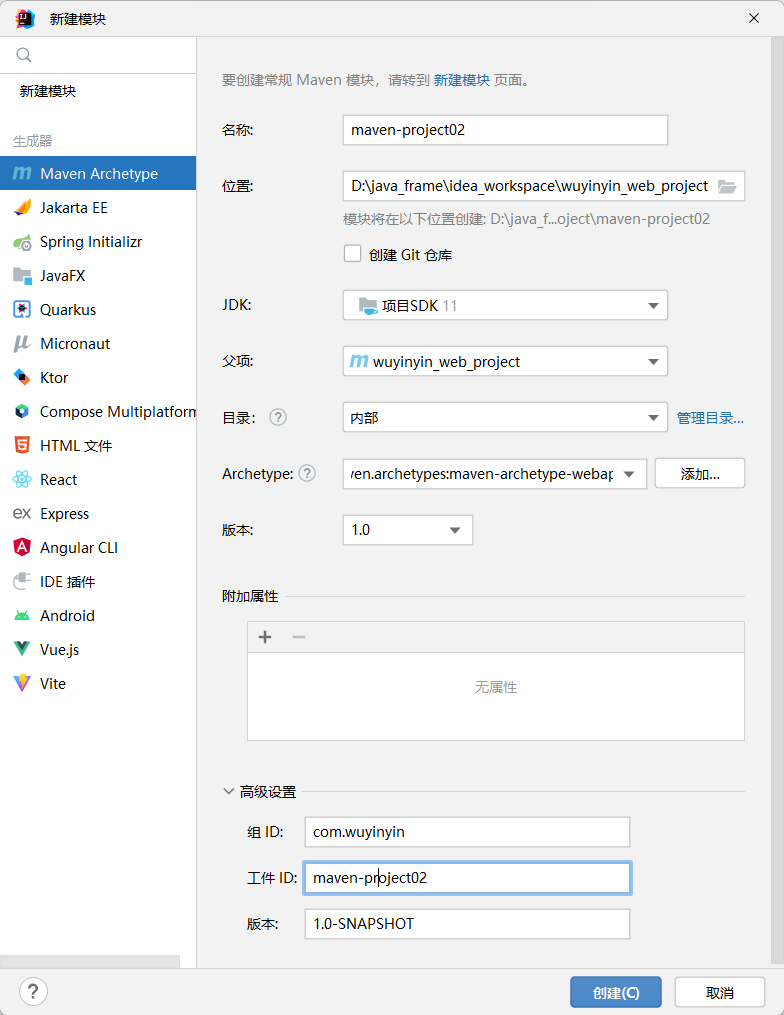 新建模块
新建模块
生成器
Maven Archetype
Jakarta EE
Spring Initializr
JavaFX
Quarkus
Micronaut
Ktor
Compose Multiplatform
HTML 文件
React
Express
Angular CLI
IDE 插件
Android
Vue.js
Vite
要创建常规 Maven 模块，请转到 新建模块 页面。
名称: maven-project02
位置: D:\java_frame\idea_workspace\wuyinyin_web_project
模块将在以下位置创建: D:\java_f...oject\maven-project02
创建 Git 仓库
JDK: 项目SDK 11
父项: m wuyinyin_web_project
目录: ? 内部 管理目录...
Archetype: ? ven.archetypes:maven-archetype-webap 添加...
版本: 1.0
附加属性
无属性
高级设置
组 ID: com.wuyinyin
工件 ID: maven-project02
版本: 1.0-SNAPSHOT
? 创建(C) 取消